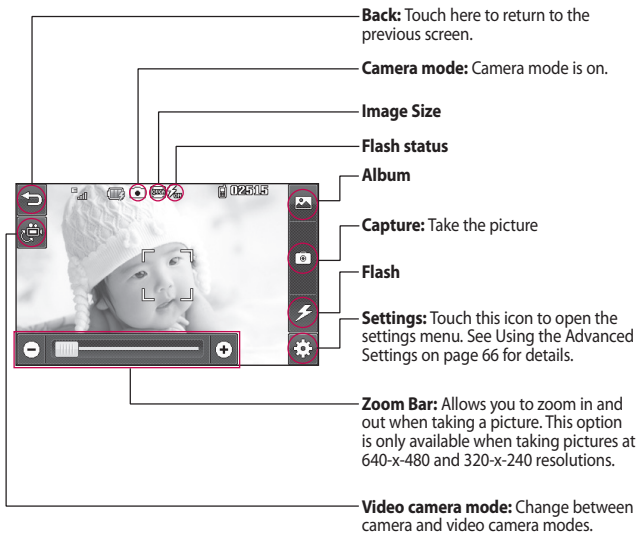 Back: Touch here to return to the
previous screen.
Camera mode: Camera mode is on.
Image Size
Flash status
Album
02515
Capture: Take the picture
Flash
Settings: Touch this icon to open the
settings menu. See Using the Advanced
Settings on page 66 for details.
Zoom Bar: Allows you to zoom in and
out when taking a picture. This option
is only available when taking pictures at
640-x-480 and 320-x-240 resolutions.
Video camera mode: Change between
camera and video camera modes.